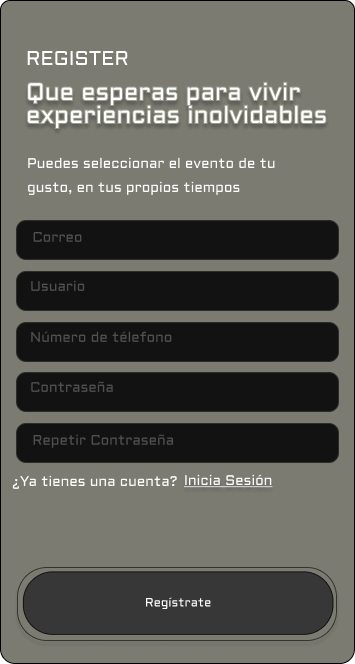 REGISTER
Que esperas para vivir
experiencias inolvidables
Puedes seleccionar el evento de tu
gusto, en tus propios tiempos
Correo
Usuario
Número de télefono
Contraseña
Repetir Contraseña
¿Ya tienes una cuenta? Inicia Sesión
Regístrate